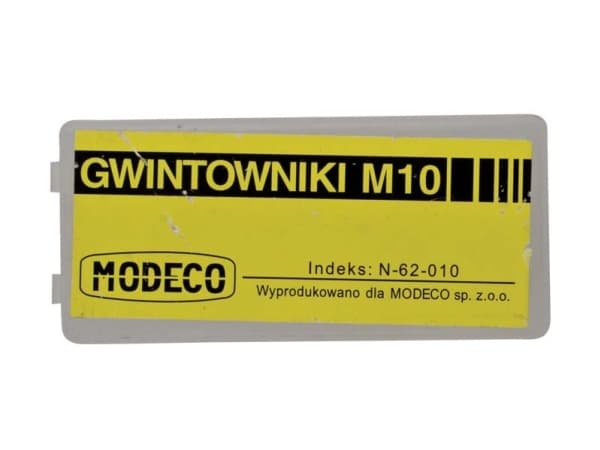 GWINTOWNIKI M10
MODECO
Indeks: N-62-010
Wyprodukowano dla MODECO sp. z.o.o.